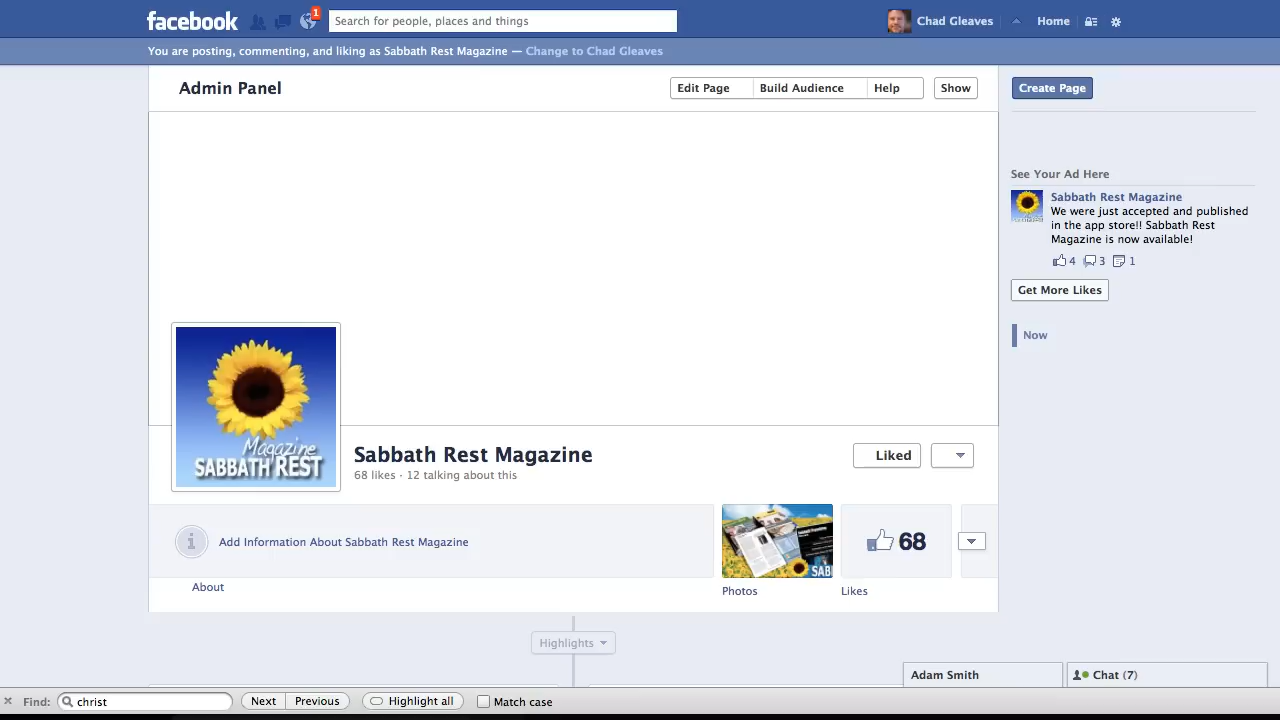 facebook
1
Search for people, places and things
Chad Gleaves
Home
You are posting, commenting, and liking as Sabbath Rest Magazine — Change to Chad Gleaves
Admin Panel
Edit Page
Build Audience
Help
Show
Create Page
See Your Ad Here
Sabbath Rest Magazine
We were just accepted and published
in the app store!! Sabbath Rest
Magazine is now available!
4 3 1
Get More Likes
Now
Magazine
SABBATH REST
Sabbath Rest Magazine
68 likes · 12 talking about this
Liked
Add Information About Sabbath Rest Magazine
About
SABB
Photos
68
Likes
Highlights
Adam Smith
Chat (7)
Find: christ
Next
Previous
Highlight all
Match case